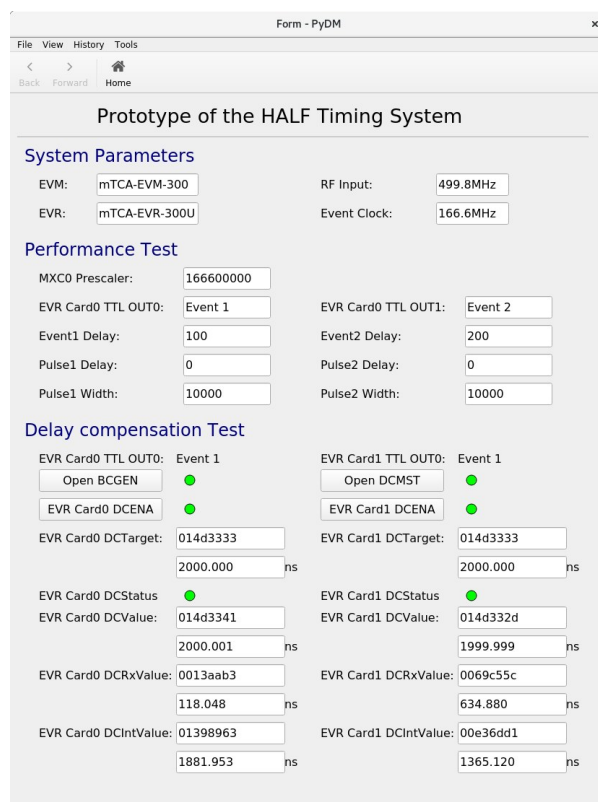 Form - PyDM
×
File View History Tools
< >
Back Forward Home
Prototype of the HALF Timing System
System Parameters
EVM: mTCA-EVM-300 RF Input: 499.8MHz
EVR: mTCA-EVR-300U Event Clock: 166.6MHz
Performance Test
MXC0 Prescaler: 166600000
EVR Card0 TTL OUT0: Event 1 EVR Card0 TTL OUT1: Event 2
Event1 Delay: 100 Event2 Delay: 200
Pulse1 Delay: 0 Pulse2 Delay: 0
Pulse1 Width: 10000 Pulse2 Width: 10000
Delay compensation Test
EVR Card0 TTL OUT0: Event 1 EVR Card1 TTL OUT0: Event 1
Open BCGEN Open DCMST
EVR Card0 DCENA EVR Card1 DCENA
EVR Card0 DCTarget: 014d3333 EVR Card1 DCTarget: 014d3333
2000.000 ns 2000.000 ns
EVR Card0 DCStatus EVR Card1 DCStatus
EVR Card0 DCValue: 014d3341 EVR Card1 DCValue: 014d332d
2000.001 ns 1999.999 ns
EVR Card0 DCRxValue: 0013aab3 EVR Card1 DCRxValue: 0069c55c
118.048 ns 634.880 ns
EVR Card0 DCIntValue: 01398963 EVR Card1 DCIntValue: 00e36dd1
1881.953 ns 1365.120 ns